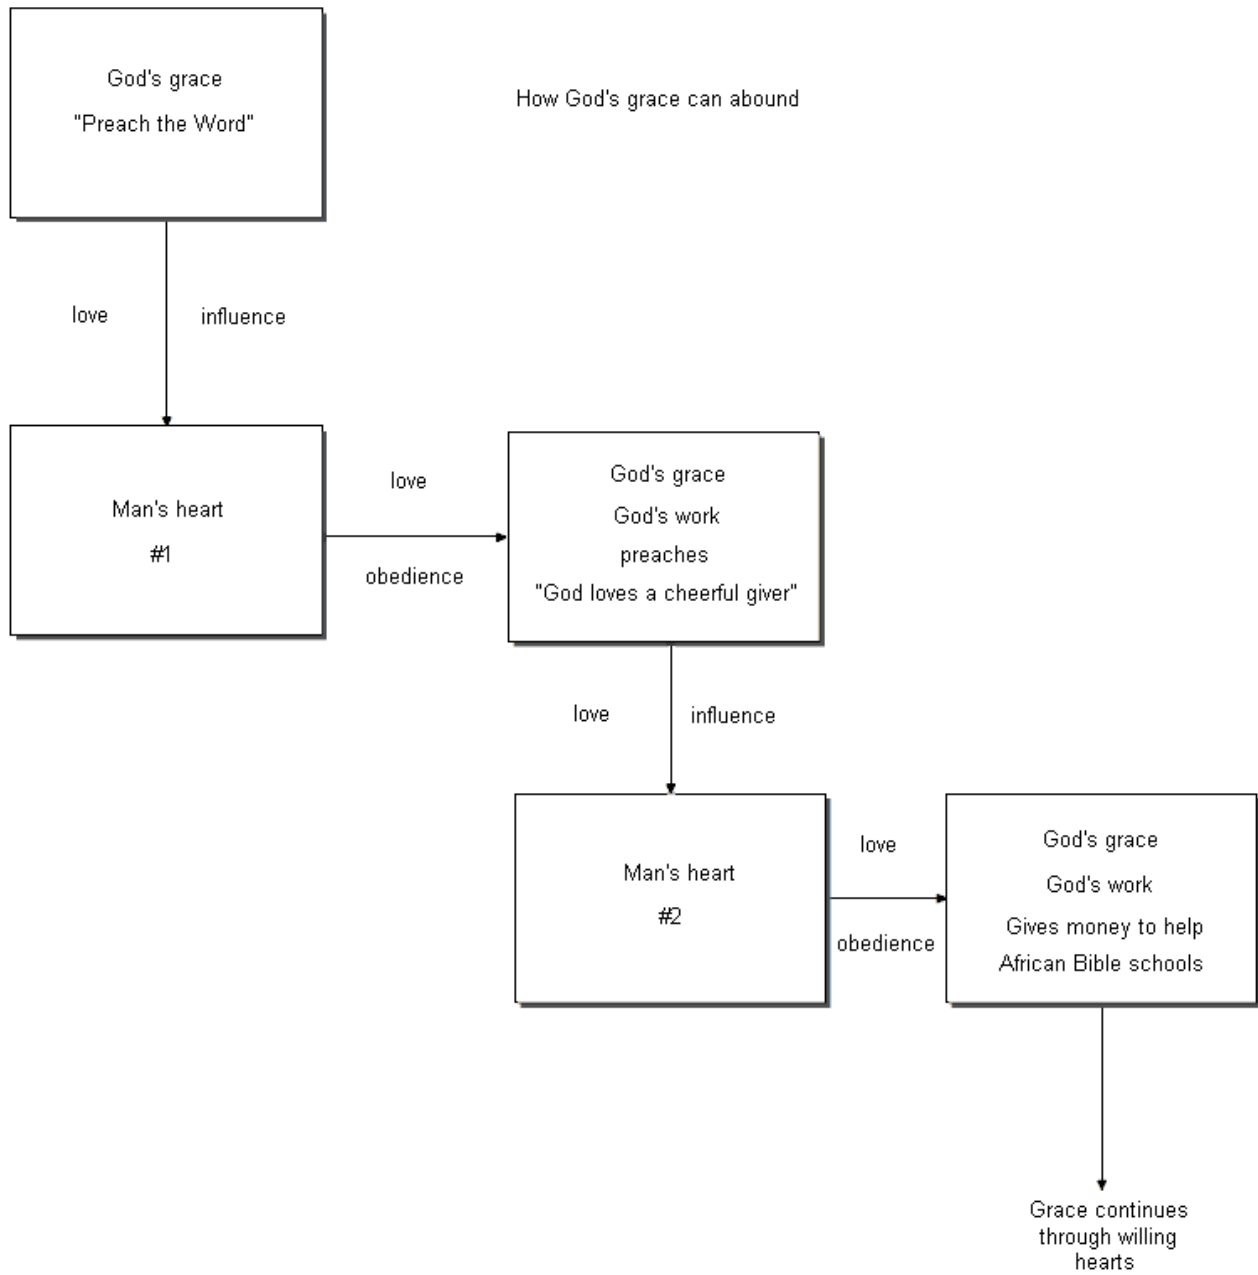 God's grace
"Preach the Word"
How God's grace can abound
love
influence
Man's heart
#1
love
obedience
God's grace
God's work
preaches
"God loves a cheerful giver"
love
influence
Man's heart
#2
love
obedience
God's grace
God's work
Gives money to help
African Bible schools
Grace continues
through willing
hearts